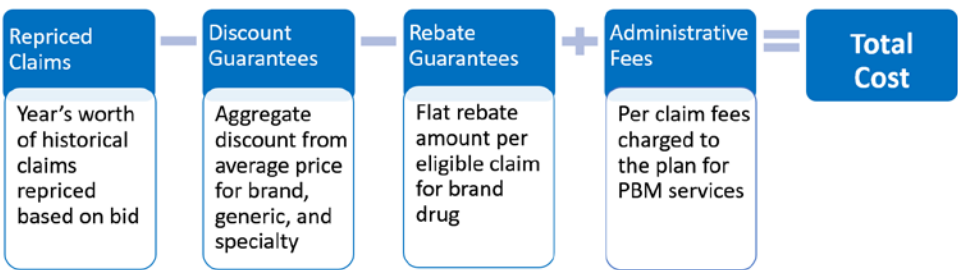 Repriced
Claims
Year's worth
of historical
claims
repriced
based on bid
Discount
Guarantees
Aggregate
discount from
average price
for brand,
generic, and
specialty
Rebate
Guarantees
Flat rebate
amount per
eligible claim
for brand
drug
Administrative
Fees
Per claim fees
charged to
the plan for
PBM services
Total
Cost